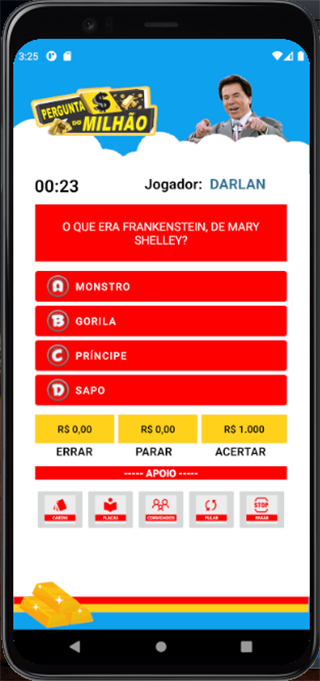 3:25
PERGUNTA
DO MILHÃO
00:23
Jogador: DARLAN
O QUE ERA FRANKENSTEIN, DE MARY
SHELLEY?
A MONSTRO
B GORILA
C PRÍNCIPE
D SAPO
R$ 0,00 R$ 0,00 R$ 1.000
ERRAR PARAR ACERTAR
----- APOIO -----
CARTAS PLACAS CONVIDADOS PULAR PARAR
STOP